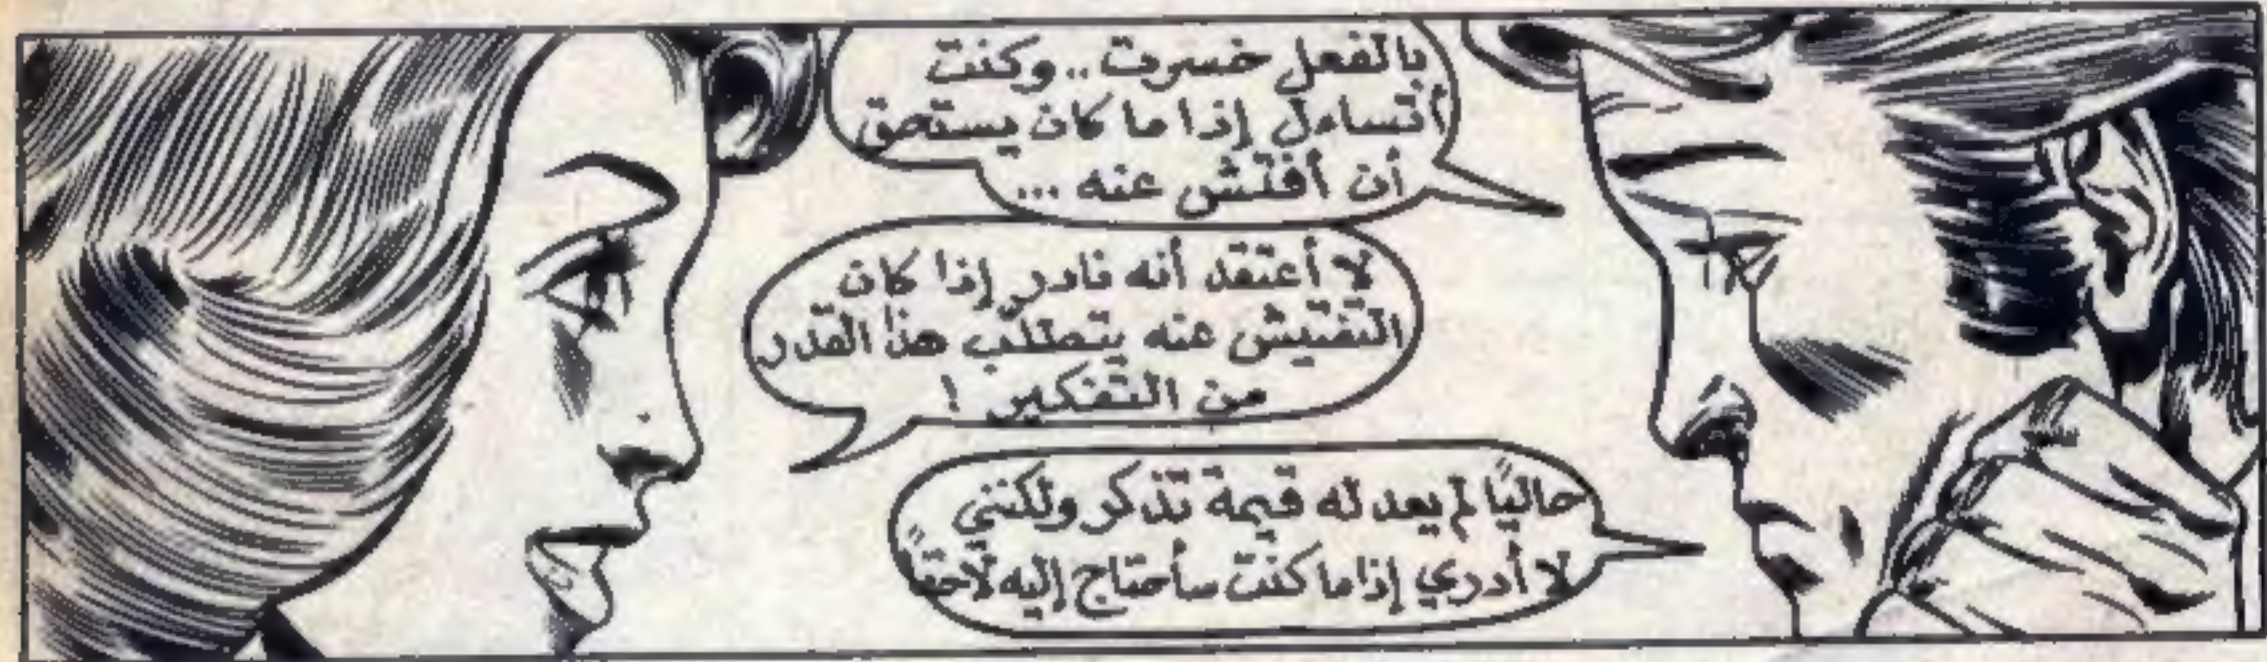 بالفعل خسرت .. وكنت
أتساءل إذا ما كان يستحق
أن أفتش عنه ...
لا أعتقد أنه نادر إذا كان
التفتيش عنه يتطلب هذا القدر
من التفكير !
حاليًا لم يعد له قيمة تذكر ولكنني
لا أدري إذا ما كنت سأحتاج إليه لاحقًا